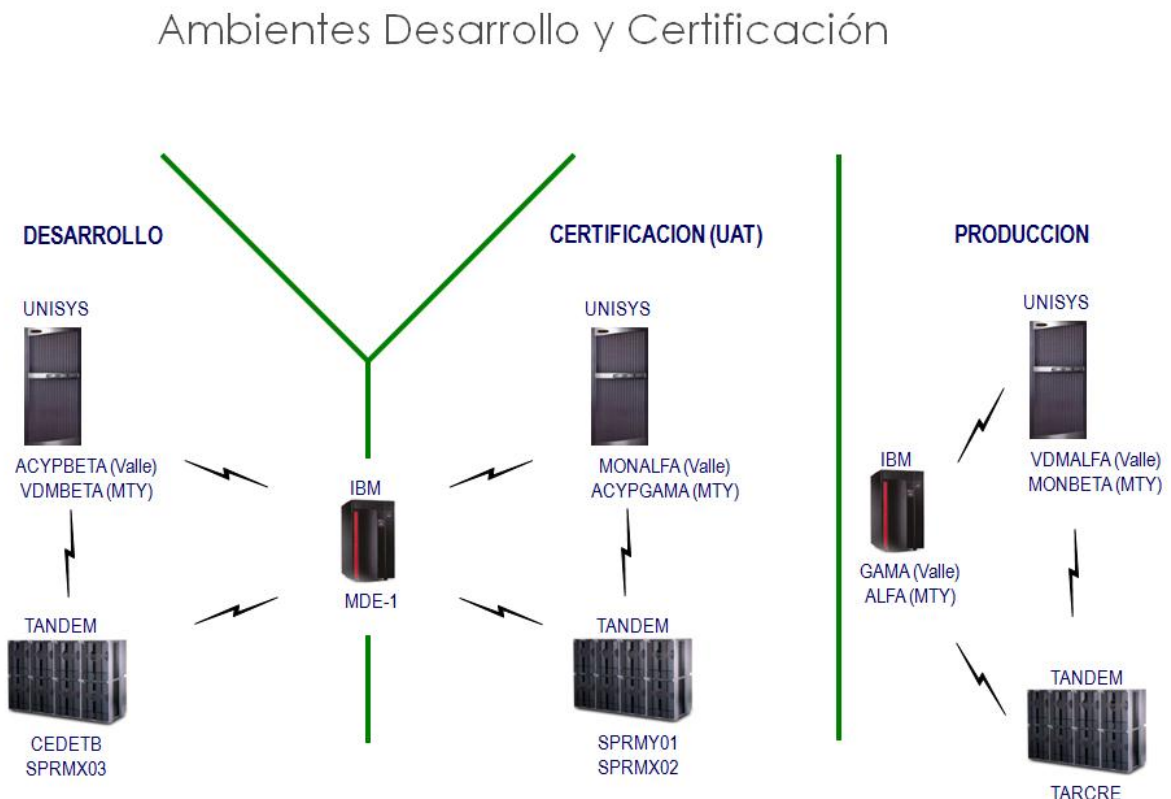 Ambientes Desarrollo y Certificación
DESARROLLO
UNISYS
ACYPBETA (Valle)
VDMBETA (MTY)
TANDEM
CEDETB
SPRMX03
IBM
MDE-1
CERTIFICACION (UAT)
UNISYS
MONALFA (Valle)
ACYPGAMA (MTY)
TANDEM
SPRMY01
SPRMX02
PRODUCCION
UNISYS
VDMALFA (Valle)
MONBETA (MTY)
IBM
GAMA (Valle)
ALFA (MTY)
TANDEM
TARCRE